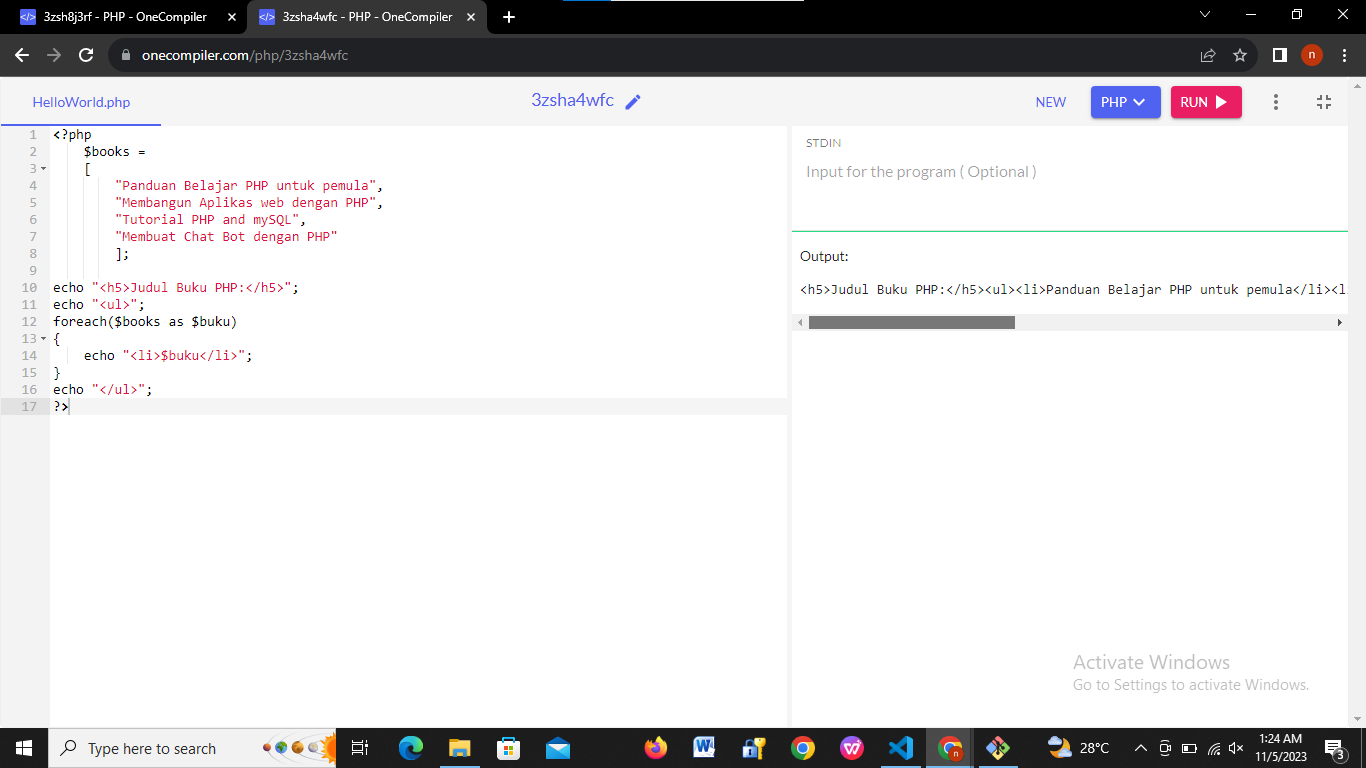 3zsh8j3rf - PHP - OneCompiler
3zsha4wfc - PHP - OneCompiler
onecompiler.com/php/3zsha4wfc
n
HelloWorld.php
3zsha4wfc
NEW
PHP
RUN
1 <?php
2 $books =
3 [
4 "Panduan Belajar PHP untuk pemula",
5 "Membangun Aplikas web dengan PHP",
6 "Tutorial PHP and mySQL",
7 "Membuat Chat Bot dengan PHP"
8 ];
9
10 echo "<h5>Judul Buku PHP:</h5>";
11 echo "<ul>";
12 foreach($books as $buku)
13 {
14 echo "<li>$buku</li>";
15 }
16 echo "</ul>";
17 ?>
STDIN
Input for the program ( Optional )
Output:
<h5>Judul Buku PHP:</h5><ul><li>Panduan Belajar PHP untuk pemula</li><l
Activate Windows
Go to Settings to activate Windows.
Type here to search
28°C
1:24 AM
11/5/2023
3